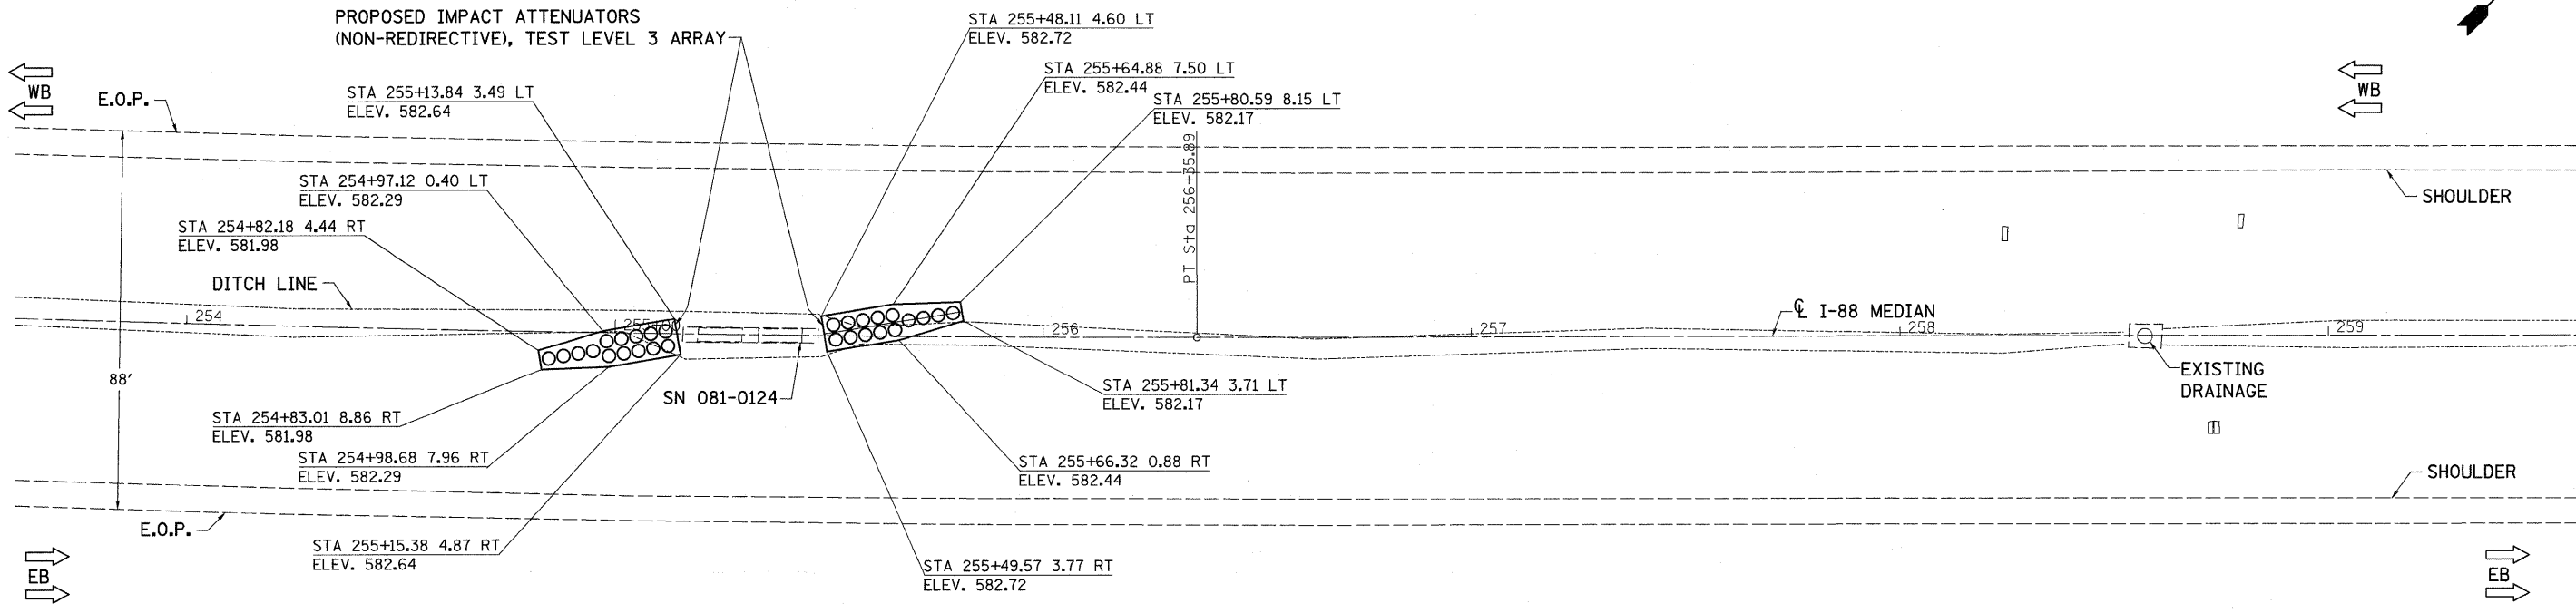 PROPOSED IMPACT ATTENUATORS
(NON-REDIRECTIVE), TEST LEVEL 3 ARRAY
STA 255+48.11 4.60 LT
ELEV. 582.72
STA 255+64.88 7.50 LT
ELEV. 582.44
STA 255+80.59 8.15 LT
ELEV. 582.17
WB
E.O.P.
STA 255+13.84 3.49 LT
ELEV. 582.64
WB
STA 254+97.12 0.40 LT
ELEV. 582.29
PT Sta 256+35.89
SHOULDER
STA 254+82.18 4.44 RT
ELEV. 581.98
DITCH LINE
℄ I-88 MEDIAN
254
255+00
256
257
258
259
88'
SN 081-0124
STA 255+81.34 3.71 LT
ELEV. 582.17
EXISTING
DRAINAGE
STA 254+83.01 8.86 RT
ELEV. 581.98
STA 254+98.68 7.96 RT
ELEV. 582.29
STA 255+66.32 0.88 RT
ELEV. 582.44
SHOULDER
E.O.P.
STA 255+15.38 4.87 RT
ELEV. 582.64
STA 255+49.57 3.77 RT
ELEV. 582.72
EB
EB